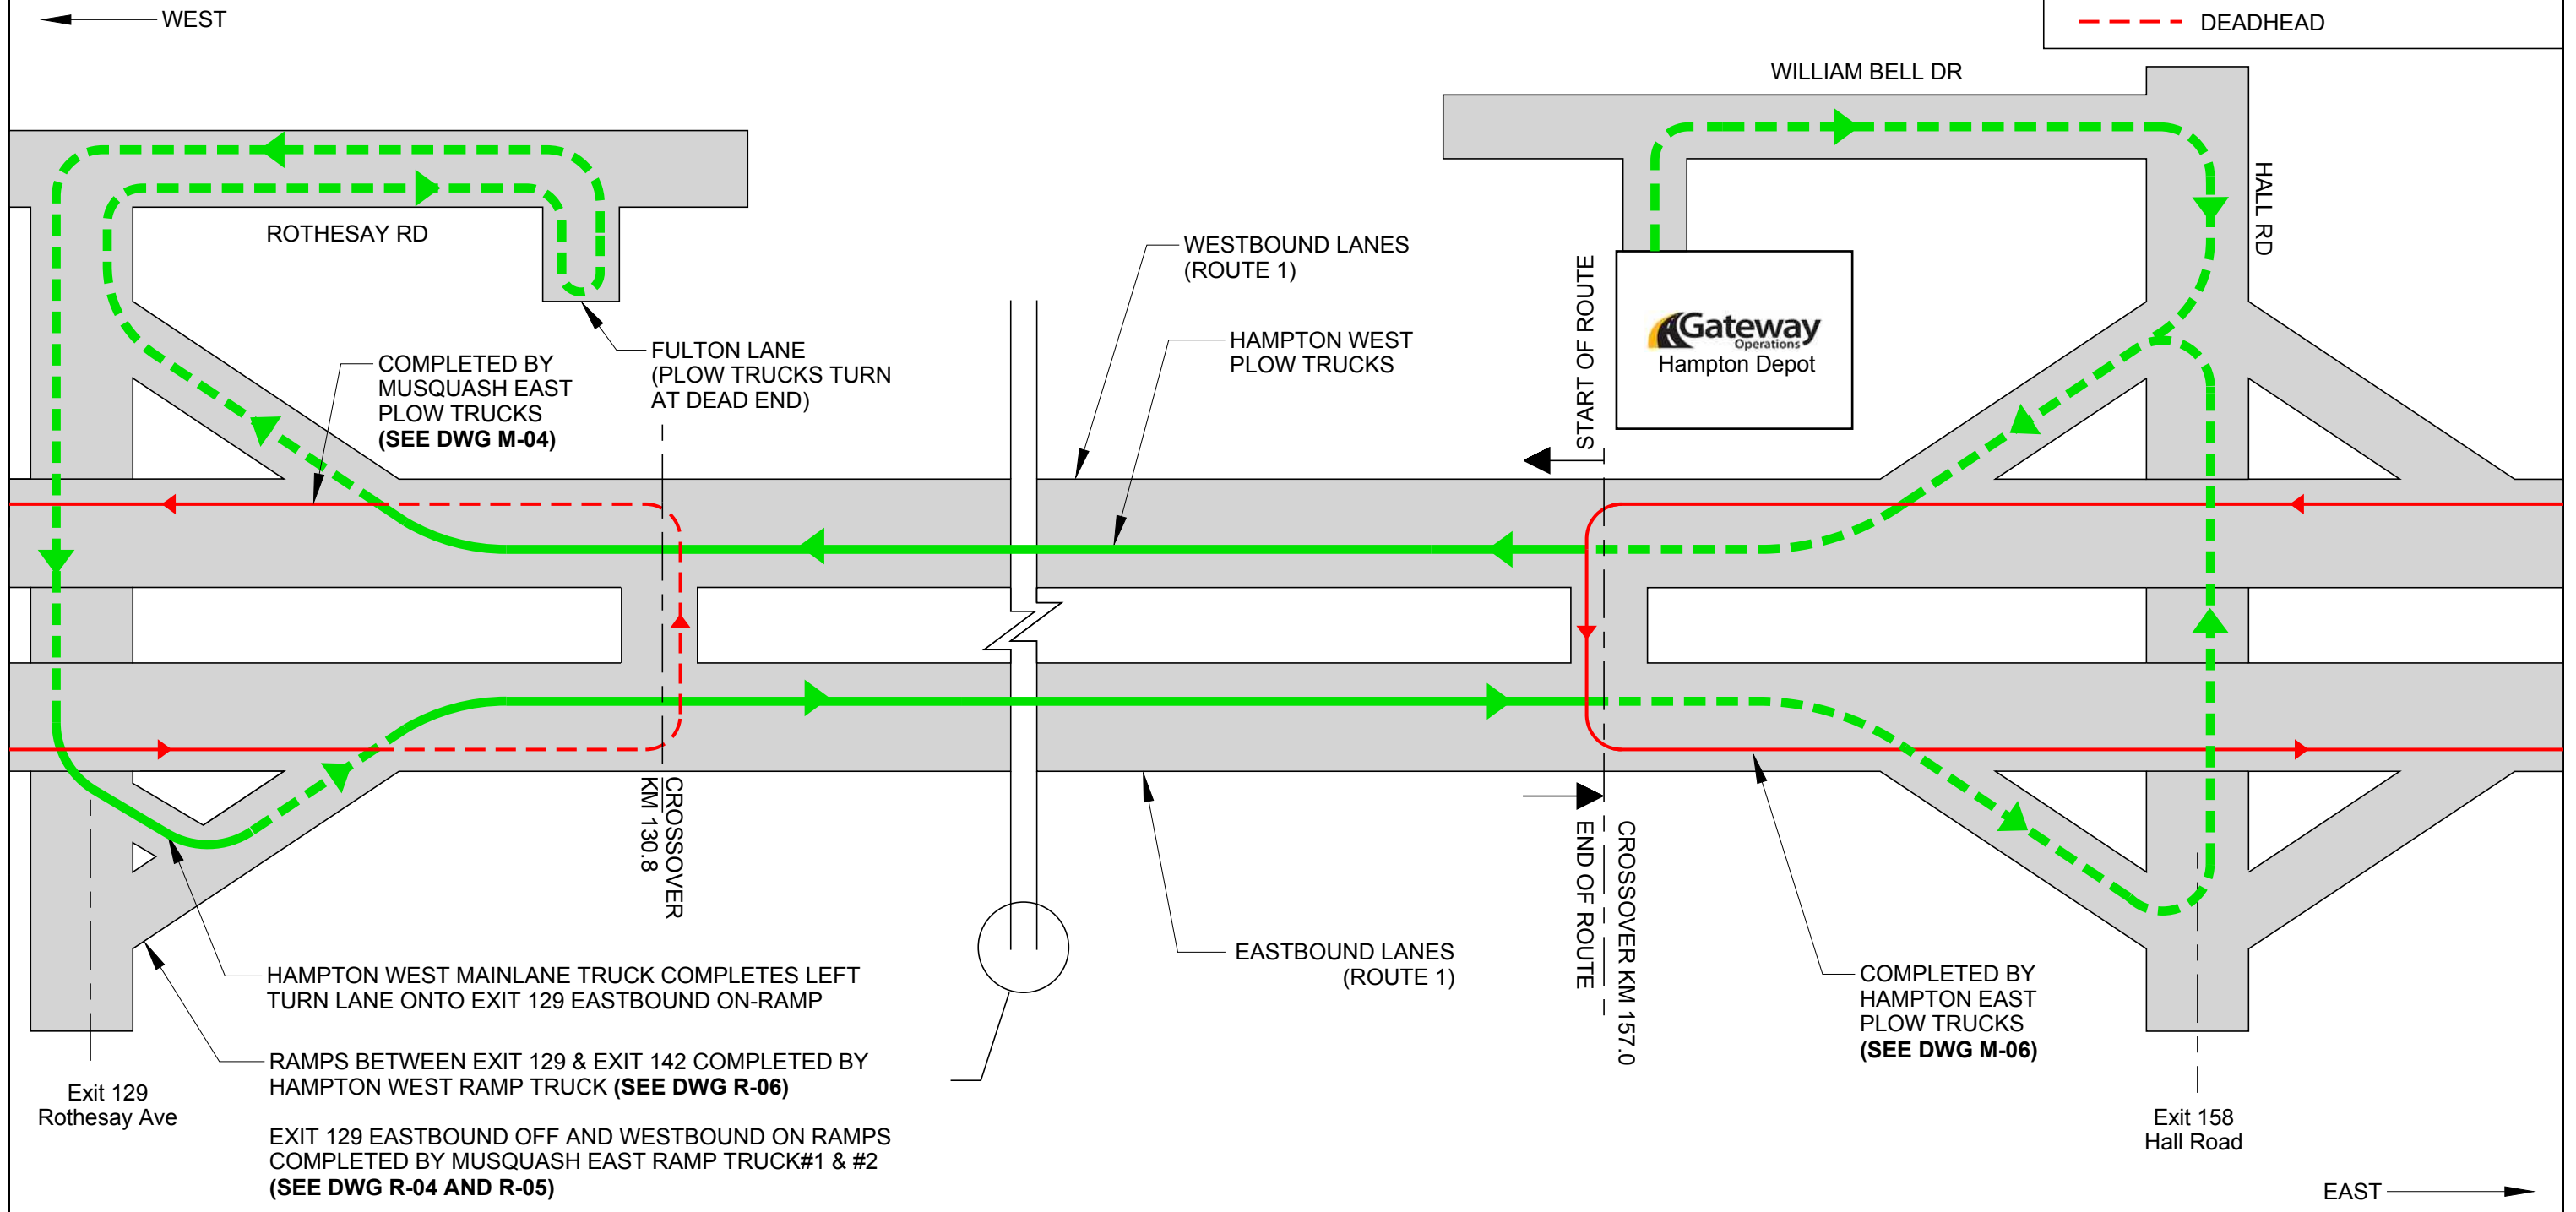 WEST
DEADHEAD
WILLIAM BELL DR
HALL RD
ROTHESAY RD
WESTBOUND LANES
(ROUTE 1)
START OF ROUTE
Gateway
Operations
Hampton Depot
HAMPTON WEST
PLOW TRUCKS
FULTON LANE
(PLOW TRUCKS TURN
AT DEAD END)
COMPLETED BY
MUSQUASH EAST
PLOW TRUCKS
(SEE DWG M-04)
CROSSOVER
KM 130.8
END OF ROUTE
CROSSOVER KM 157.0
EASTBOUND LANES
(ROUTE 1)
HAMPTON WEST MAINLANE TRUCK COMPLETES LEFT
TURN LANE ONTO EXIT 129 EASTBOUND ON-RAMP
COMPLETED BY
HAMPTON EAST
PLOW TRUCKS
(SEE DWG M-06)
RAMPS BETWEEN EXIT 129 & EXIT 142 COMPLETED BY
HAMPTON WEST RAMP TRUCK (SEE DWG R-06)
Exit 129
Rothesay Ave
Exit 158
Hall Road
EXIT 129 EASTBOUND OFF AND WESTBOUND ON RAMPS
COMPLETED BY MUSQUASH EAST RAMP TRUCK#1 & #2
(SEE DWG R-04 AND R-05)
EAST